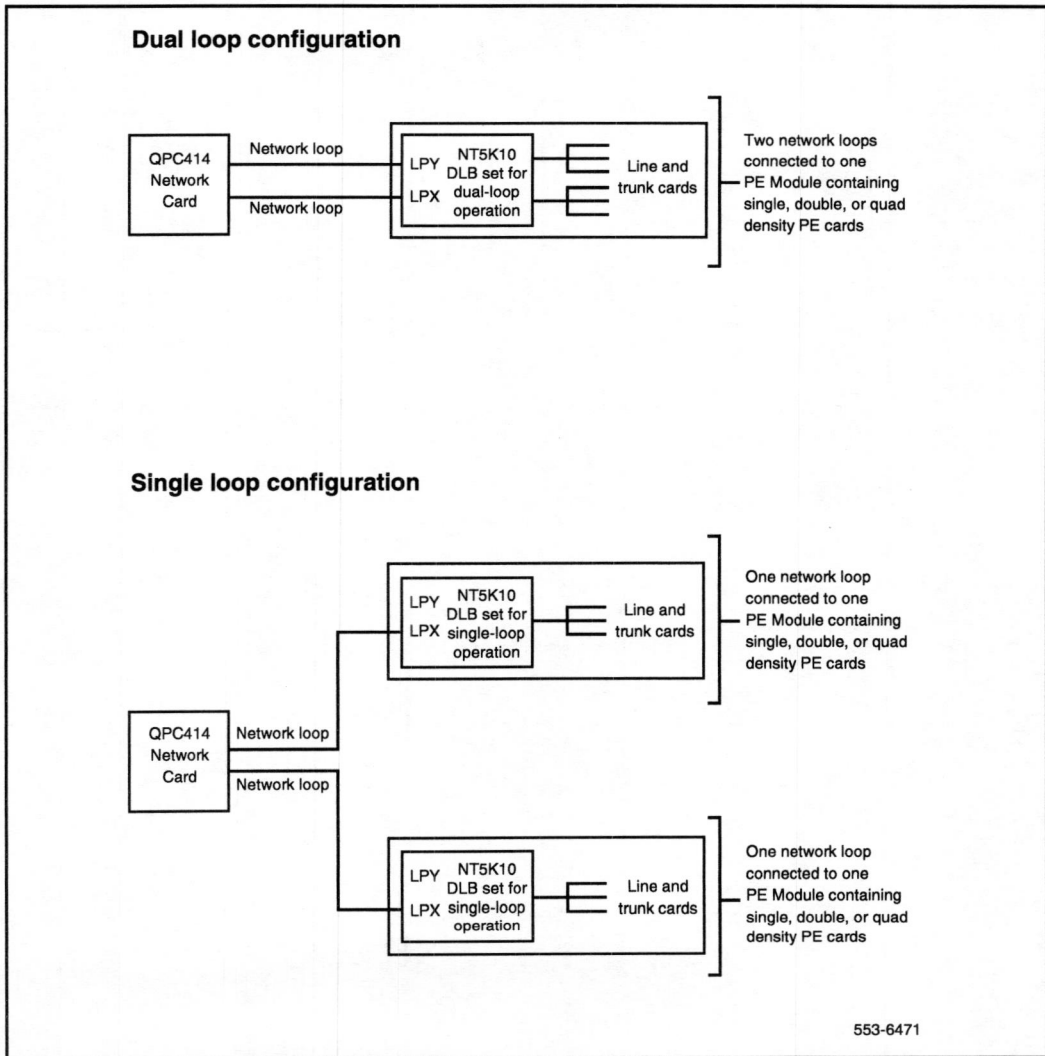 Dual loop configuration
QPC414
Network
Card
Network loop
Network loop
LPY
LPX
NT5K10
DLB set for
dual-loop
operation
Line and
trunk cards
Two network loops
connected to one
PE Module containing
single, double, or quad
density PE cards
Single loop configuration
QPC414
Network
Card
Network loop
Network loop
LPY
LPX
NT5K10
DLB set for
single-loop
operation
Line and
trunk cards
One network loop
connected to one
PE Module containing
single, double, or quad
density PE cards
LPY
LPX
NT5K10
DLB set for
single-loop
operation
Line and
trunk cards
One network loop
connected to one
PE Module containing
single, double, or quad
density PE cards
553-6471